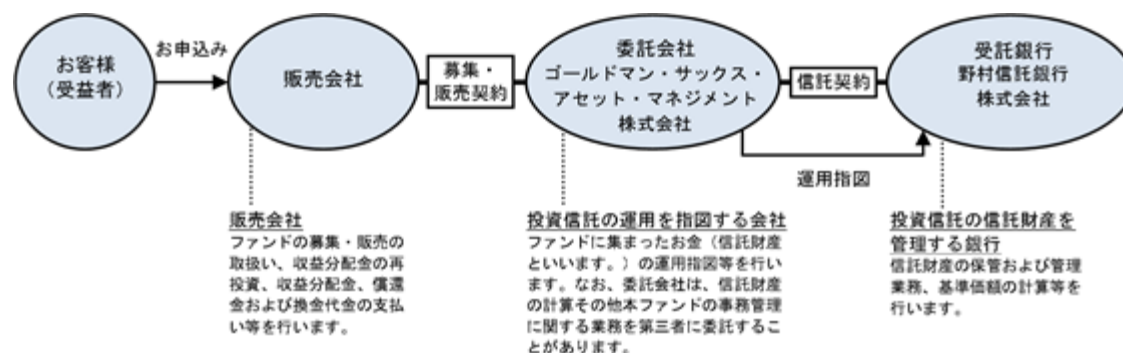 お客様
（受益者）
お申込み
販売会社
募集・
販売契約
委託会社
ゴールドマン・サックス・
アセット・マネジメント
株式会社
信託契約
受託銀行
野村信託銀行
株式会社
運用指図
販売会社
ファンドの募集・販売の
取扱い、収益分配金の再
投資、収益分配金、償還
金および換金代金の支払
い等を行います。
投資信託の運用を指図する会社
ファンドに集まったお金（信託財産
といいます。）の運用指図等を行い
ます。なお、委託会社は、信託財産
の計算その他本ファンドの事務管理
に関する業務を第三者に委託するこ
とがあります。
投資信託の信託財産を
管理する銀行
信託財産の保管および管理
業務、基準価額の計算等を
行います。